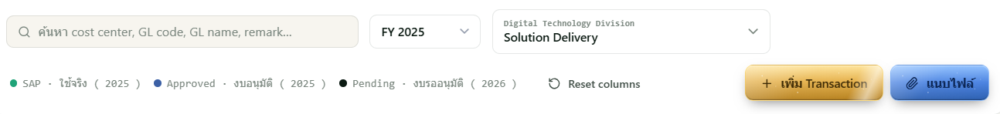 ค้นหา cost center, GL code, GL name, remark...
FY 2025
Digital Technology Division
Solution Delivery
SAP · ใช้จริง ( 2025 )
Approved · งบอนุมัติ ( 2025 )
Pending · งบรออนุมัติ ( 2026 )
Reset columns
+ เพิ่ม Transaction
แนบไฟล์